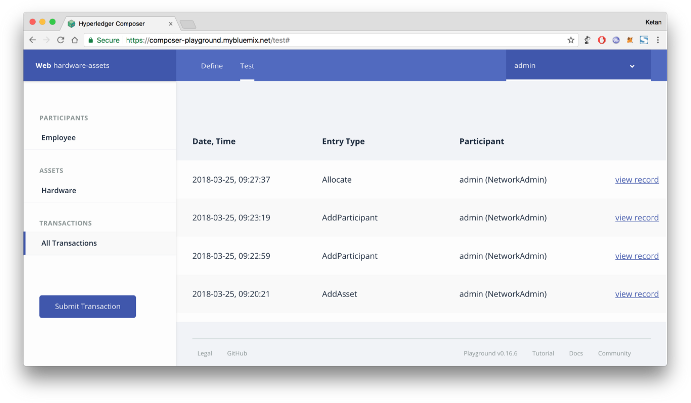 Hyperledger Composer
Ketan
Secure https://composer-playground.mybluemix.net/test#
Web hardware-assets
Define Test
admin
PARTICIPANTS
Employee
ASSETS
Hardware
TRANSACTIONS
All Transactions
Submit Transaction
Date, Time Entry Type Participant
2018-03-25, 09:27:37 Allocate admin (NetworkAdmin) view record
2018-03-25, 09:23:19 AddParticipant admin (NetworkAdmin) view record
2018-03-25, 09:22:59 AddParticipant admin (NetworkAdmin) view record
2018-03-25, 09:20:21 AddAsset admin (NetworkAdmin) view record
Legal GitHub Playground v0.16.6 Tutorial Docs Community